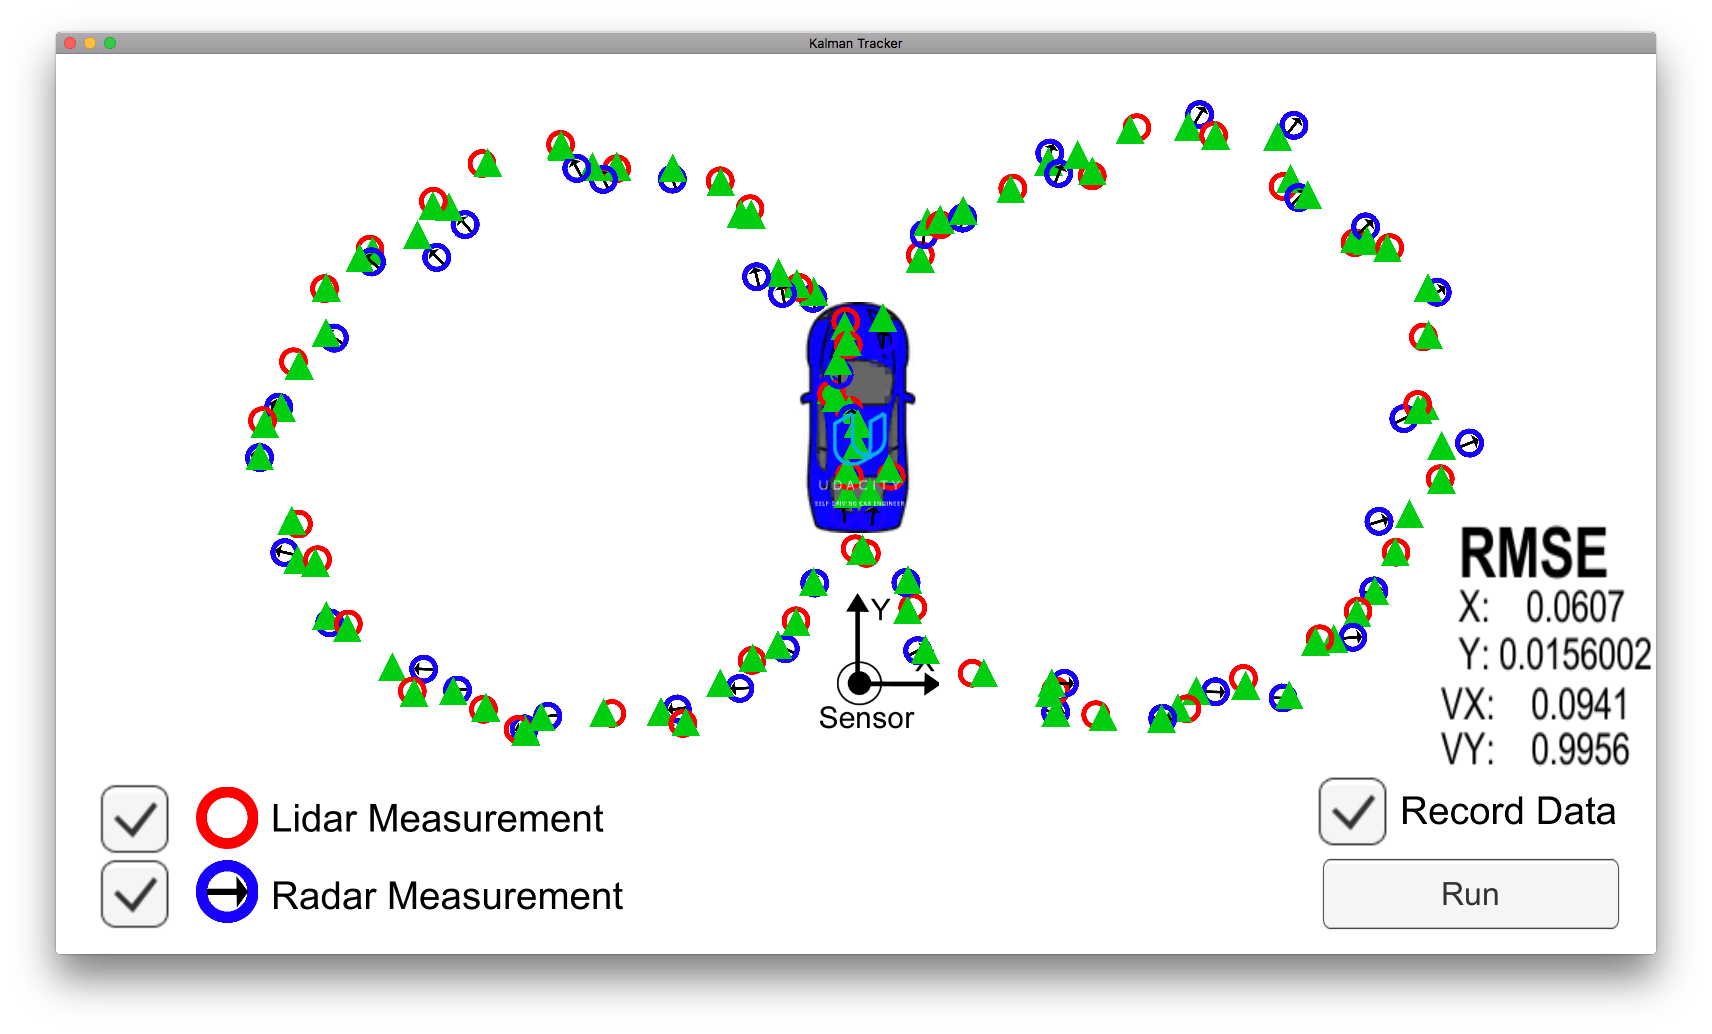 Kalman Tracker
UDACITY
SELF-DRIVING CAR ENGINEER
Y
X
Sensor
RMSE
X: 0.0607
Y: 0.0156002
VX: 0.0941
VY: 0.9956
Lidar Measurement
Radar Measurement
Record Data
Run